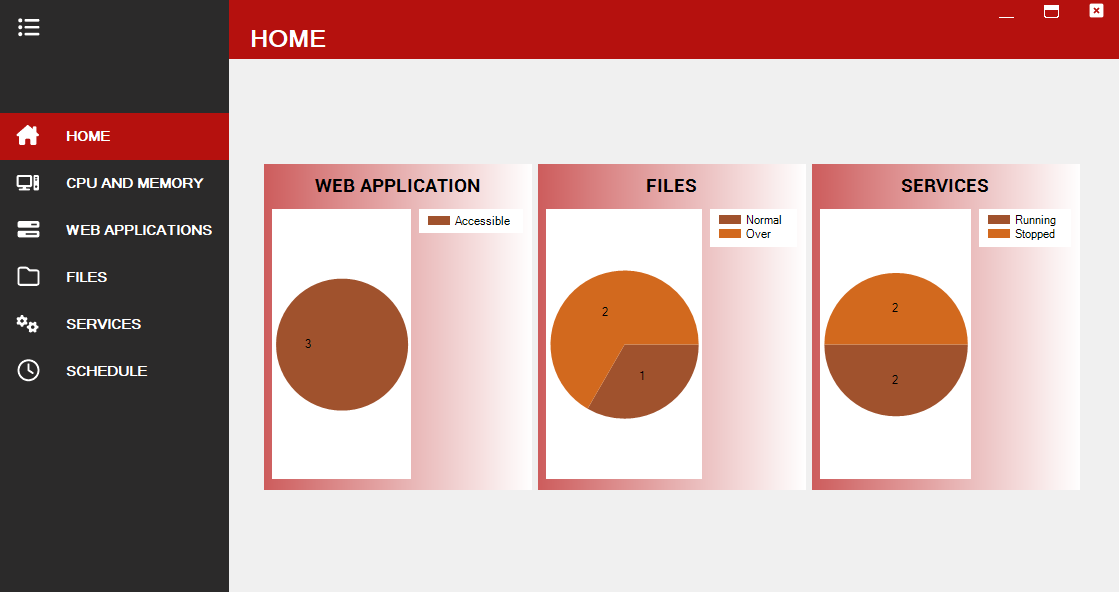 HOME
HOME
CPU AND MEMORY
WEB APPLICATIONS
FILES
SERVICES
SCHEDULE
WEB APPLICATION
Accessible
3
FILES
Normal
Over
2
1
SERVICES
Running
Stopped
2
2